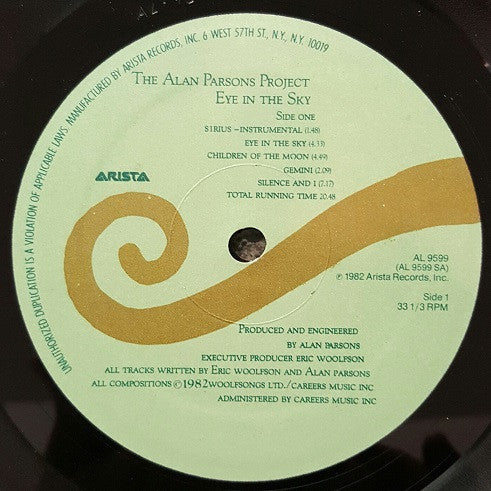 UNAUTHORIZED DUPLICATION IS A VIOLATION OF APPLICABLE LAWS. MANUFACTURED BY ARISTA RECORDS, INC. 6 WEST 57TH ST., N.Y., N.Y. 10019
THE ALAN PARSONS PROJECT
EYE IN THE SKY
SIDE ONE
SIRIUS –INSTRUMENTAL (1.48)
EYE IN THE SKY (4.33)
CHILDREN OF THE MOON (4.49)
GEMINI (2.09)
SILENCE AND I (7.17)
TOTAL RUNNING TIME 20.48
ARISTA
AL 9599
(AL 9599 SA)
℗ 1982 Arista Records, Inc.
Side 1
33 1/3 RPM
PRODUCED AND ENGINEERED
BY ALAN PARSONS
EXECUTIVE PRODUCER ERIC WOOLFSON
ALL TRACKS WRITTEN BY ERIC WOOLFSON AND ALAN PARSONS
ALL COMPOSITIONS ©1982 WOOLFSONGS LTD./CAREERS MUSIC INC
ADMINISTERED BY CAREERS MUSIC INC